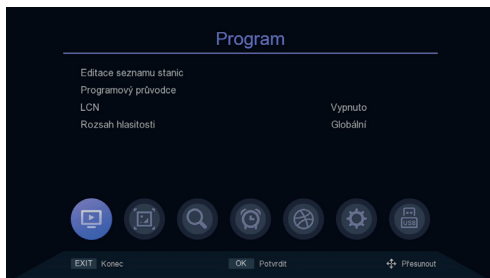 Program
Editace seznamu stanic
Programový průvodce
LCN Vypnuto
Rozsah hlasitosti Globální
USB
EXIT Konec OK Potvrdit Přesunout